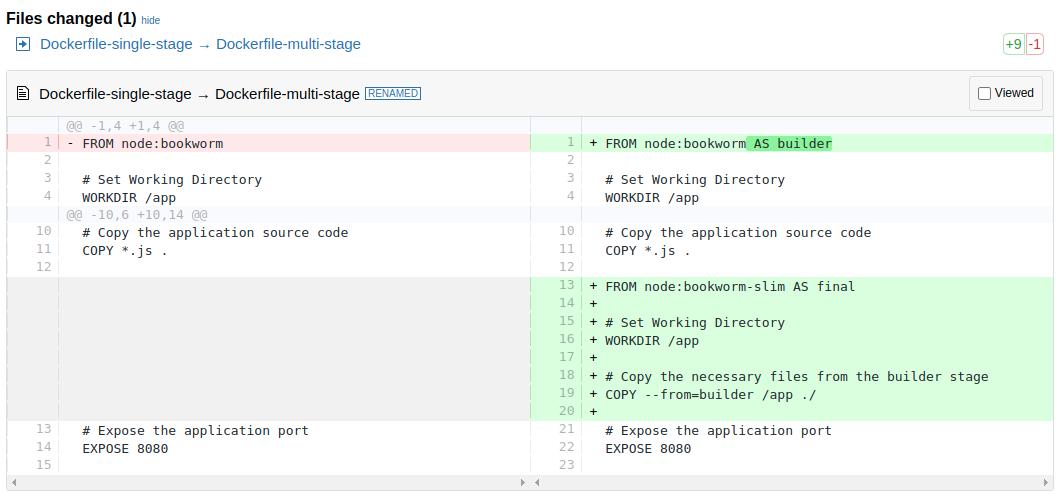 Files changed (1) hide
Dockerfile-single-stage → Dockerfile-multi-stage +9 -1
Dockerfile-single-stage → Dockerfile-multi-stage RENAMED Viewed
@@ -1,4 +1,4 @@
1 - FROM node:bookworm 1 + FROM node:bookworm AS builder
2 2
3 # Set Working Directory 3 # Set Working Directory
4 WORKDIR /app 4 WORKDIR /app
@@ -10,6 +10,14 @@
10 # Copy the application source code 10 # Copy the application source code
11 COPY *.js . 11 COPY *.js .
12 12
13 + FROM node:bookworm-slim AS final
14 +
15 + # Set Working Directory
16 + WORKDIR /app
17 +
18 + # Copy the necessary files from the builder stage
19 + COPY --from=builder /app ./
20 +
13 # Expose the application port 21 # Expose the application port
14 EXPOSE 8080 22 EXPOSE 8080
15 23